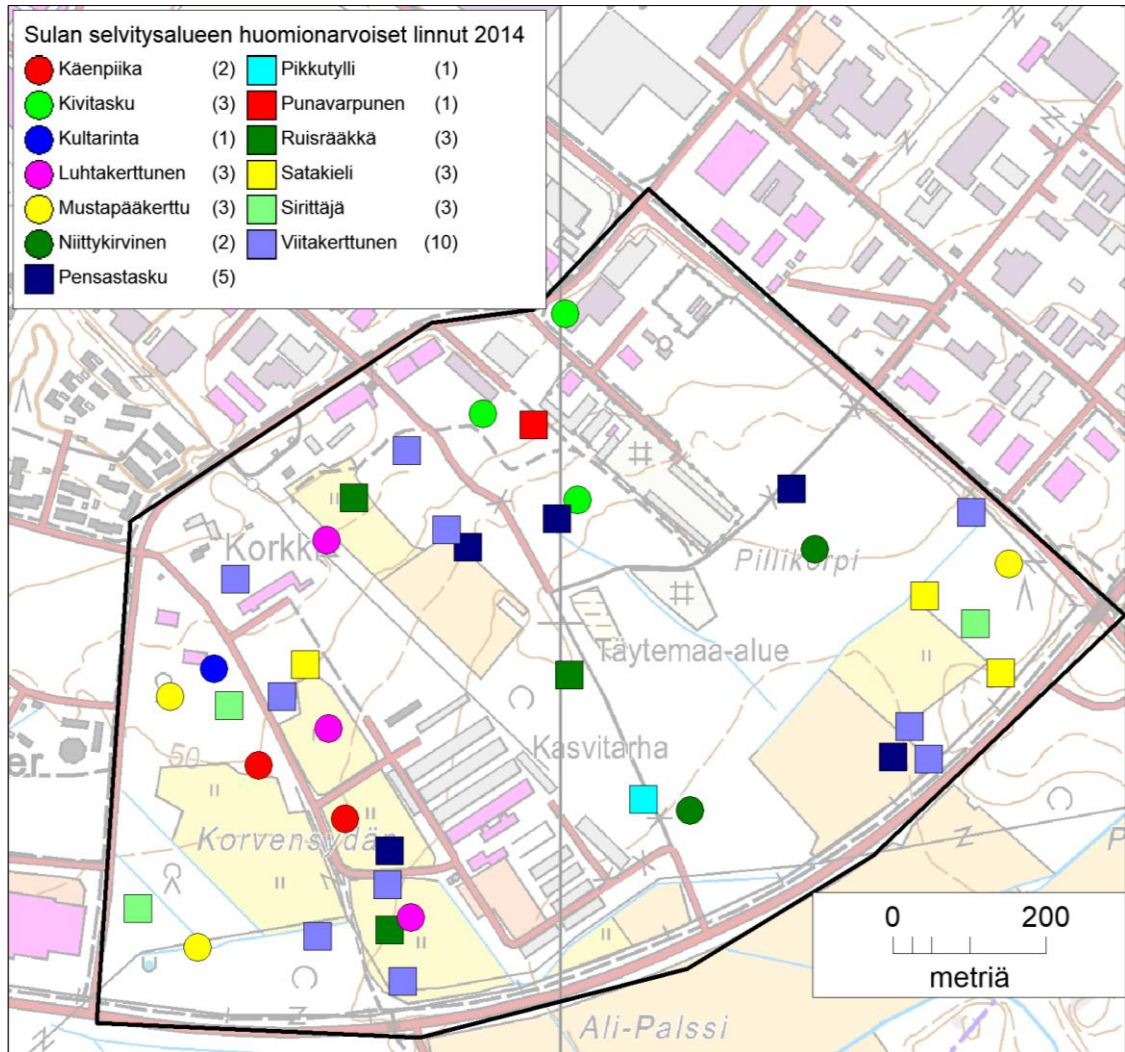 Sulan selvitysalueen huomionarvoiset linnut 2014
Käenpiika (2) Pikkutylli (1)
Kivitasku (3) Punavarpunen (1)
Kultarinta (1) Ruisrääkkä (3)
Luhtakerttunen (3) Satakieli (3)
Mustapääkerttu (3) Sirittäjä (3)
Niittykirvinen (2) Viitakerttunen (10)
Pensastasku (5)
Korkki
Pillikorpi
Täytemaa-alue
Kasvitarha
50
er
Korvensydän
P
0 200
metriä
Ali-Palssi